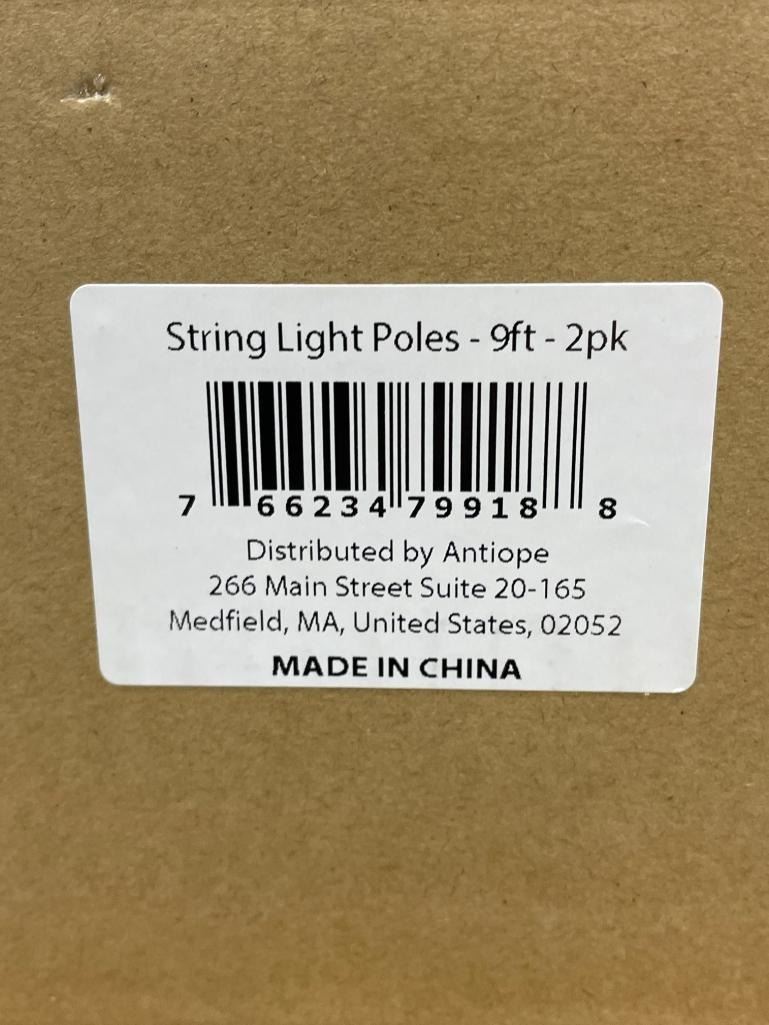 String Light Poles - 9ft - 2pk
7 66234 79918 8
Distributed by Antiope
266 Main Street Suite 20-165
Medfield, MA, United States, 02052
MADE IN CHINA